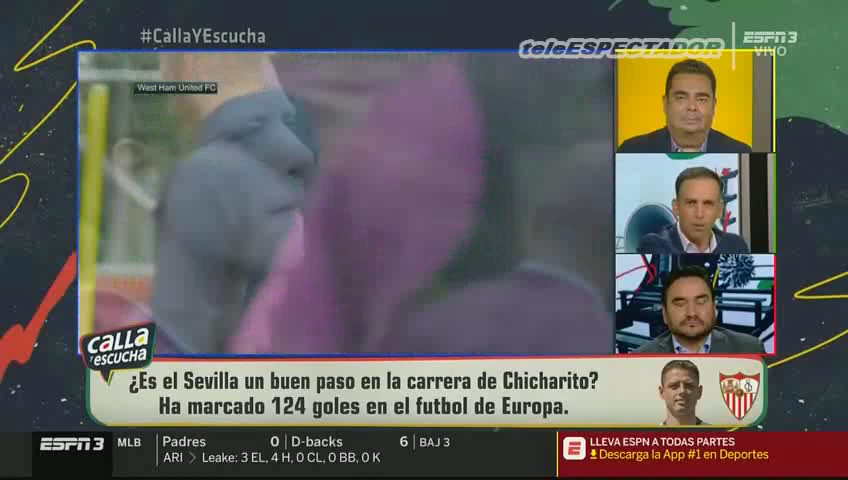 #CallaYEscucha
teleESPECTADOR
ESPN 3
VIVO
West Ham United FC
CALLA
Y ESCUCHA
¿Es el Sevilla un buen paso en la carrera de Chicharito?
Ha marcado 124 goles en el futbol de Europa.
ESPN 3
MLB
Padres 0 D-backs 6 BAJ 3
ARI > Leake: 3 EL, 4 H, 0 CL, 0 BB, 0 K
E
LLEVA ESPN A TODAS PARTES
Descarga la App #1 en Deportes